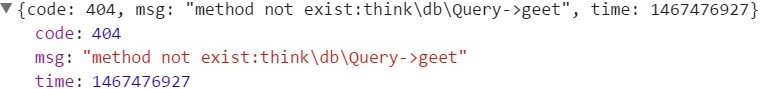 ▼ {code: 404, msg: "method not exist:think\db\Query->geet", time: 1467476927}
code: 404
msg: "method not exist:think\db\Query->geet"
time: 1467476927